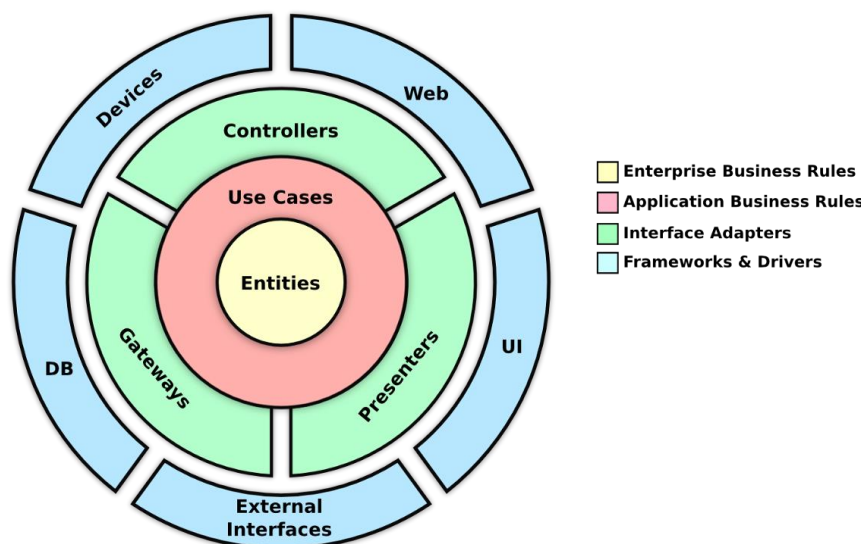 Devices
Web
Controllers
Use Cases
Entities
Gateways
Presenters
DB
UI
External
Interfaces
Enterprise Business Rules
Application Business Rules
Interface Adapters
Frameworks & Drivers